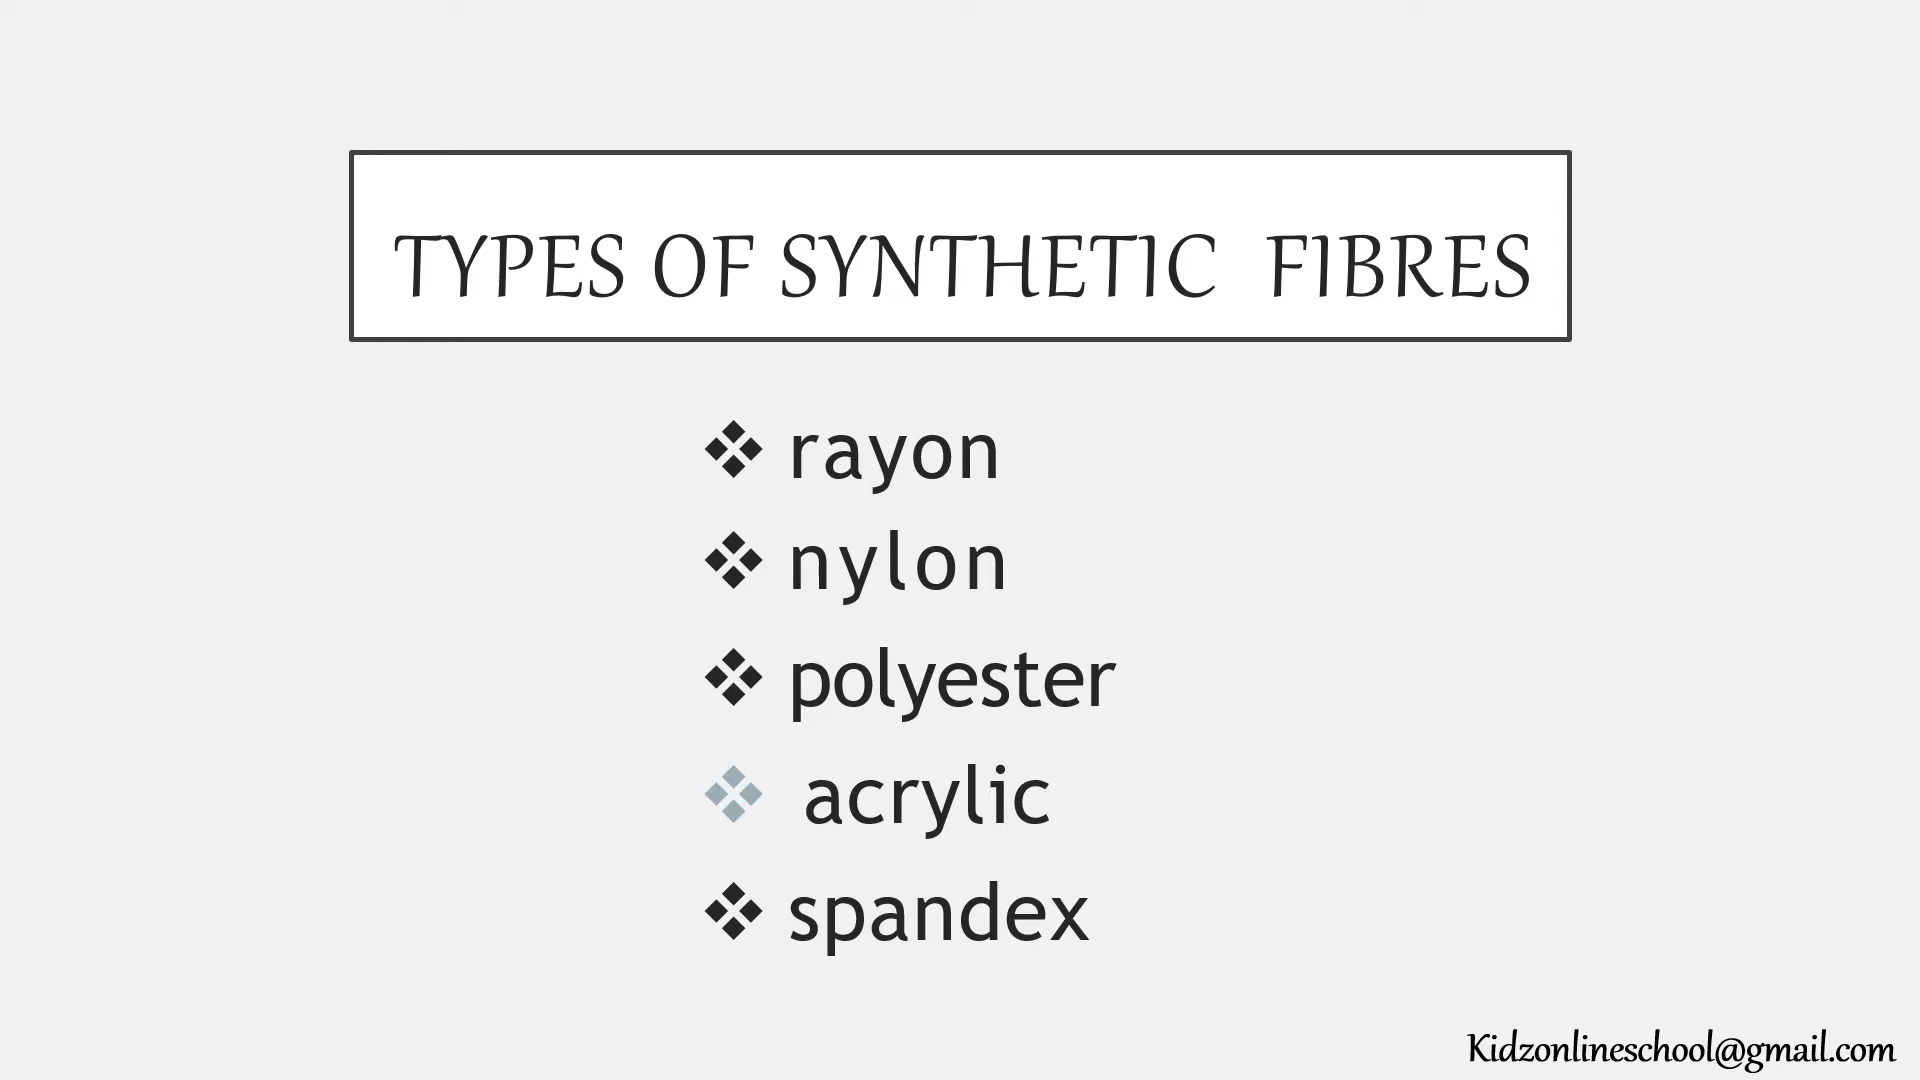 TYPES OF SYNTHETIC FIBRES
❖ rayon
❖ nylon
❖ polyester
❖ acrylic
❖ spandex
Kidzonlineschool@gmail.com